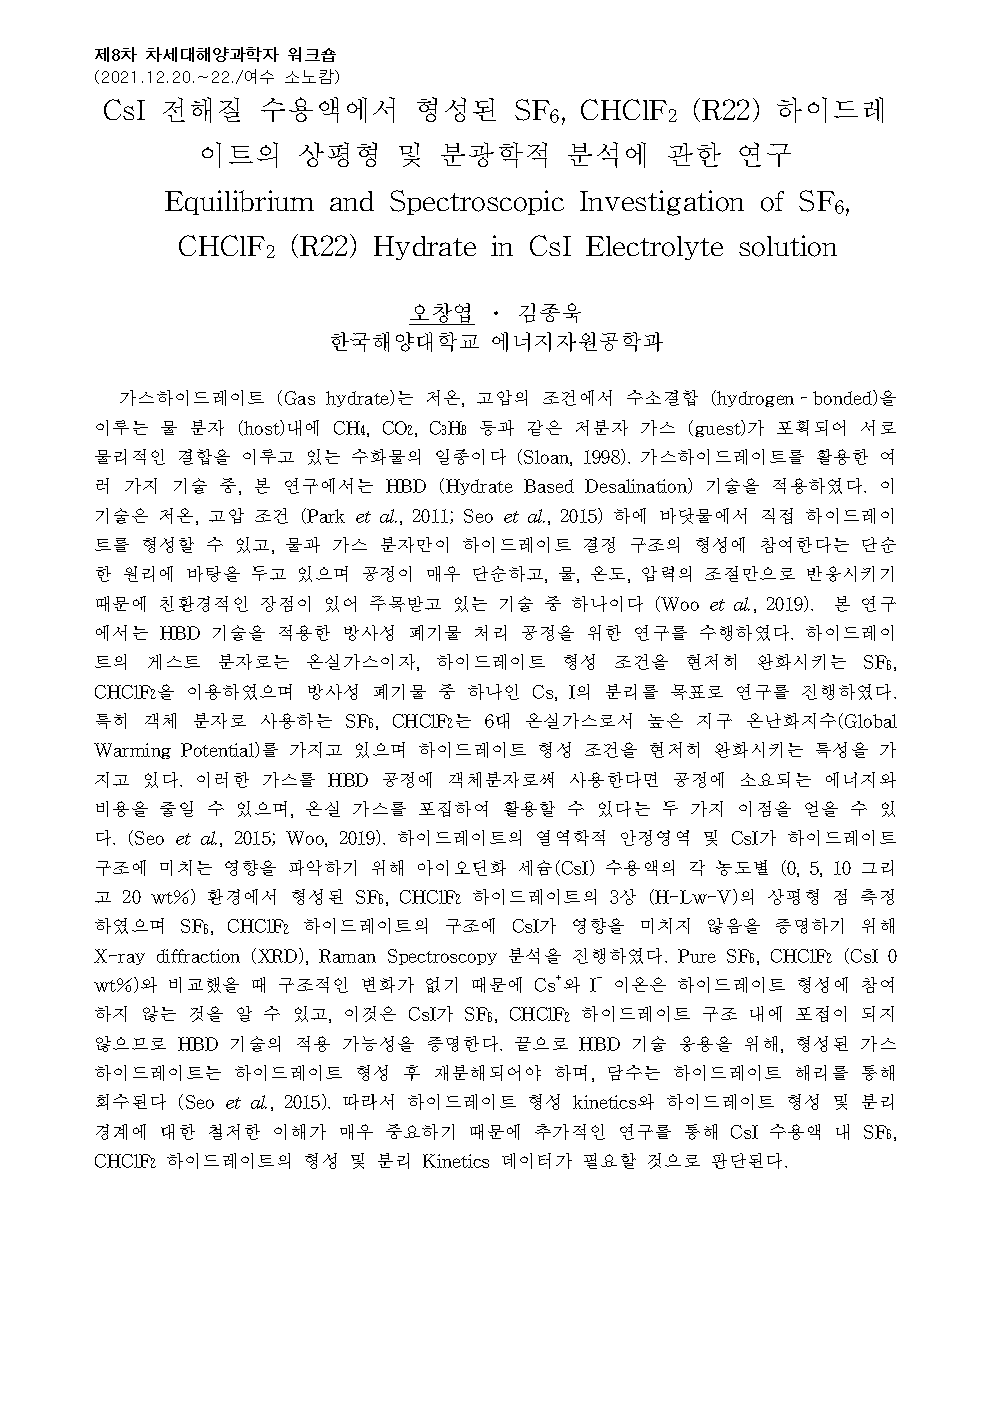 제8차 차세대해양과학자 워크숍
(2021.12.20.~22./여수 소노캄)
CsI 전해질 수용액에서 형성된 SF₆, CHClF₂ (R22) 하이드레
이트의 상평형 및 분광학적 분석에 관한 연구
Equilibrium and Spectroscopic Investigation of SF₆,
CHClF₂ (R22) Hydrate in CsI Electrolyte solution
오창엽 · 김종욱
한국해양대학교 에너지자원공학과
가스하이드레이트 (Gas hydrate)는 저온, 고압의 조건에서 수소결합 (hydrogen‐bonded)을
이루는 물 분자 (host)내에 CH₄, CO₂, C₃H₈ 등과 같은 저분자 가스 (guest)가 포획되어 서로
물리적인 결합을 이루고 있는 수화물의 일종이다 (Sloan, 1998). 가스하이드레이트를 활용한 여
러 가지 기술 중, 본 연구에서는 HBD (Hydrate Based Desalination) 기술을 적용하였다. 이
기술은 저온, 고압 조건 (Park et al., 2011; Seo et al., 2015) 하에 바닷물에서 직접 하이드레이
트를 형성할 수 있고, 물과 가스 분자만이 하이드레이트 결정 구조의 형성에 참여한다는 단순
한 원리에 바탕을 두고 있으며 공정이 매우 단순하고, 물, 온도, 압력의 조절만으로 반응시키기
때문에 친환경적인 장점이 있어 주목받고 있는 기술 중 하나이다 (Woo et al., 2019). 본 연구
에서는 HBD 기술을 적용한 방사성 폐기물 처리 공정을 위한 연구를 수행하였다. 하이드레이
트의 게스트 분자로는 온실가스이자, 하이드레이트 형성 조건을 현저히 완화시키는 SF₆,
CHClF₂을 이용하였으며 방사성 폐기물 중 하나인 Cs, I의 분리를 목표로 연구를 진행하였다.
특히 객체 분자로 사용하는 SF₆, CHClF₂는 6대 온실가스로서 높은 지구 온난화지수(Global
Warming Potential)를 가지고 있으며 하이드레이트 형성 조건을 현저히 완화시키는 특성을 가
지고 있다. 이러한 가스를 HBD 공정에 객체분자로써 사용한다면 공정에 소요되는 에너지와
비용을 줄일 수 있으며, 온실 가스를 포집하여 활용할 수 있다는 두 가지 이점을 얻을 수 있
다. (Seo et al., 2015; Woo, 2019). 하이드레이트의 열역학적 안정영역 및 CsI가 하이드레이트
구조에 미치는 영향을 파악하기 위해 아이오딘화 세슘(CsI) 수용액의 각 농도별 (0, 5, 10 그리
고 20 wt%) 환경에서 형성된 SF₆, CHClF₂ 하이드레이트의 3상 (H-Lw-V)의 상평형 점 측정
하였으며 SF₆, CHClF₂ 하이드레이트의 구조에 CsI가 영향을 미치지 않음을 증명하기 위해
X-ray diffraction (XRD), Raman Spectroscopy 분석을 진행하였다. Pure SF₆, CHClF₂ (CsI 0
wt%)와 비교했을 때 구조적인 변화가 없기 때문에 Cs⁺와 I⁻ 이온은 하이드레이트 형성에 참여
하지 않는 것을 알 수 있고, 이것은 CsI가 SF₆, CHClF₂ 하이드레이트 구조 내에 포접이 되지
않으므로 HBD 기술의 적용 가능성을 증명한다. 끝으로 HBD 기술 응용을 위해, 형성된 가스
하이드레이트는 하이드레이트 형성 후 재분해되어야 하며, 담수는 하이드레이트 해리를 통해
회수된다 (Seo et al., 2015). 따라서 하이드레이트 형성 kinetics와 하이드레이트 형성 및 분리
경계에 대한 철저한 이해가 매우 중요하기 때문에 추가적인 연구를 통해 CsI 수용액 내 SF₆,
CHClF₂ 하이드레이트의 형성 및 분리 Kinetics 데이터가 필요할 것으로 판단된다.